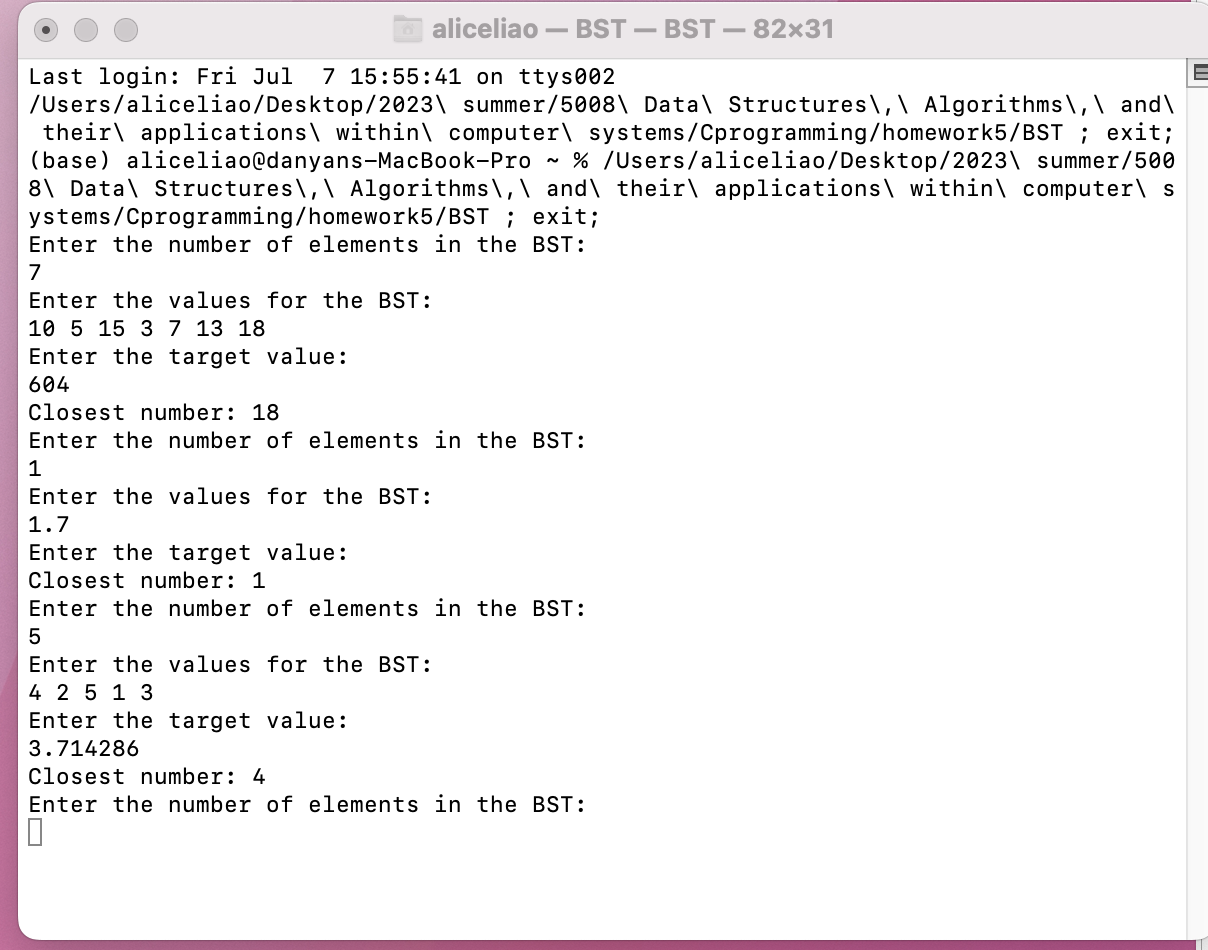 aliceliao — BST — BST — 82×31
Last login: Fri Jul  7 15:55:41 on ttys002
/Users/aliceliao/Desktop/2023\ summer/5008\ Data\ Structures\,\ Algorithms\,\ and\
 their\ applications\ within\ computer\ systems/Cprogramming/homework5/BST ; exit;
(base) aliceliao@danyans-MacBook-Pro ~ % /Users/aliceliao/Desktop/2023\ summer/500
8\ Data\ Structures\,\ Algorithms\,\ and\ their\ applications\ within\ computer\ s
ystems/Cprogramming/homework5/BST ; exit;
Enter the number of elements in the BST:
7
Enter the values for the BST:
10 5 15 3 7 13 18
Enter the target value:
604
Closest number: 18
Enter the number of elements in the BST:
1
Enter the values for the BST:
1.7
Enter the target value:
Closest number: 1
Enter the number of elements in the BST:
5
Enter the values for the BST:
4 2 5 1 3
Enter the target value:
3.714286
Closest number: 4
Enter the number of elements in the BST: